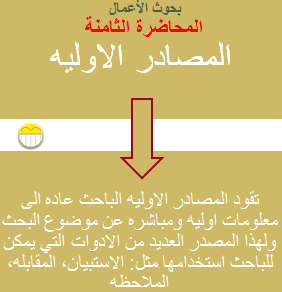 بحوث الأعمال
المحاضرة الثامنة
المصادر الاوليه
تقود المصادر الاوليه الباحث عاده الى
معلومات اوليه ومباشره عن موضوع البحث
ولهذا المصدر العديد من الادوات التي يمكن
للباحث استخدامها مثل: الاستبيان، المقابله،
الملاحظه